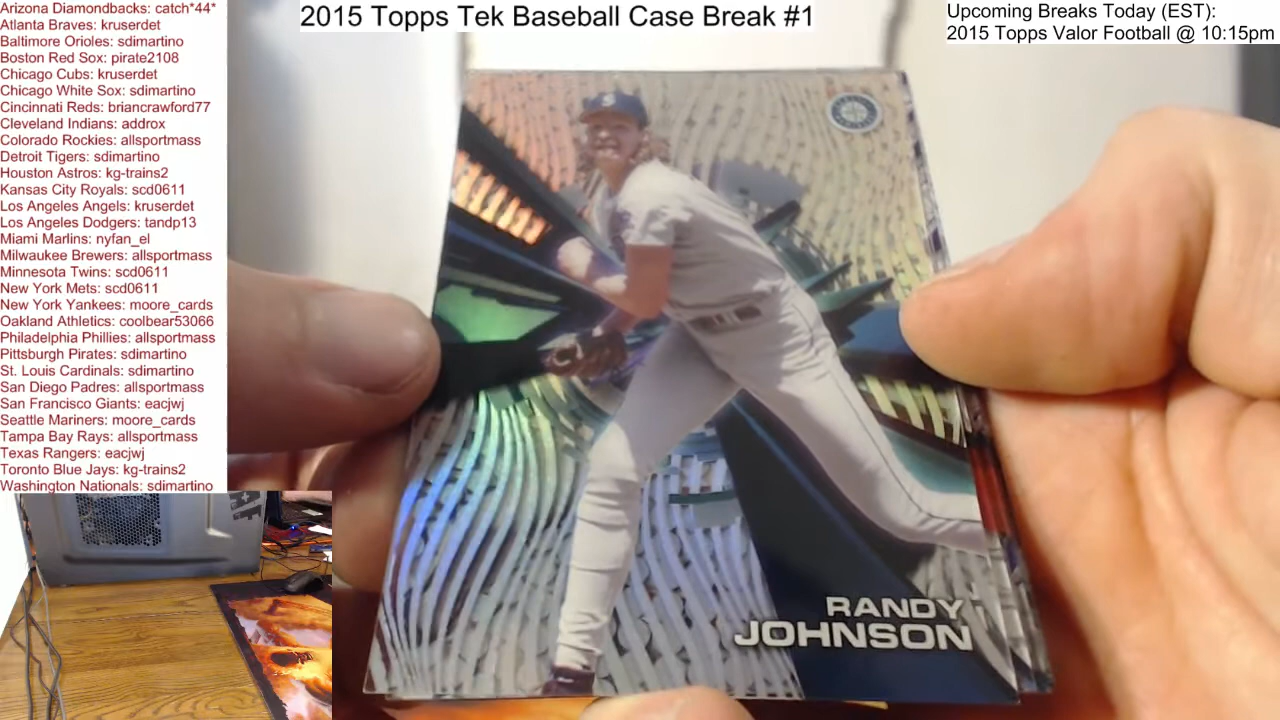 Arizona Diamondbacks: catch*44*
Atlanta Braves: kruserdet
Baltimore Orioles: sdimartino
Boston Red Sox: pirate2108
Chicago Cubs: kruserdet
Chicago White Sox: sdimartino
Cincinnati Reds: briancrawford77
Cleveland Indians: addrox
Colorado Rockies: allsportmass
Detroit Tigers: sdimartino
Houston Astros: kg-trains2
Kansas City Royals: scd0611
Los Angeles Angels: kruserdet
Los Angeles Dodgers: tandp13
Miami Marlins: nyfan_el
Milwaukee Brewers: allsportmass
Minnesota Twins: scd0611
New York Mets: scd0611
New York Yankees: moore_cards
Oakland Athletics: coolbear53066
Philadelphia Phillies: allsportmass
Pittsburgh Pirates: sdimartino
St. Louis Cardinals: sdimartino
San Diego Padres: allsportmass
San Francisco Giants: eacjwj
Seattle Mariners: moore_cards
Tampa Bay Rays: allsportmass
Texas Rangers: eacjwj
Toronto Blue Jays: kg-trains2
Washington Nationals: sdimartino
2015 Topps Tek Baseball Case Break #1
Upcoming Breaks Today (EST):
2015 Topps Valor Football @ 10:15pm
RANDY
JOHNSON